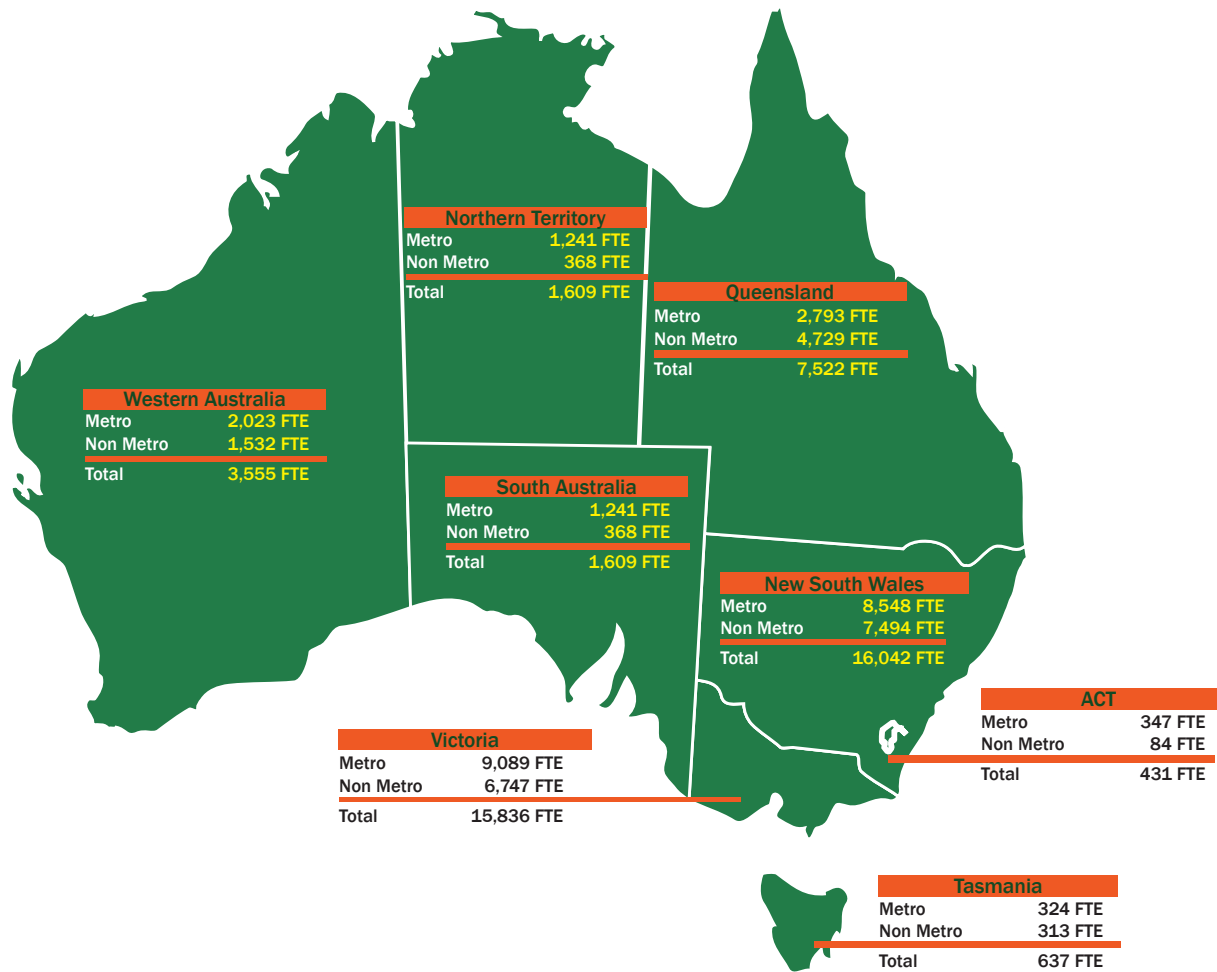 Northern Territory
Metro 1,241 FTE
Non Metro 368 FTE
Total 1,609 FTE
Queensland
Metro 2,793 FTE
Non Metro 4,729 FTE
Total 7,522 FTE
Western Australia
Metro 2,023 FTE
Non Metro 1,532 FTE
Total 3,555 FTE
South Australia
Metro 1,241 FTE
Non Metro 368 FTE
Total 1,609 FTE
New South Wales
Metro 8,548 FTE
Non Metro 7,494 FTE
Total 16,042 FTE
ACT
Metro 347 FTE
Non Metro 84 FTE
Total 431 FTE
Victoria
Metro 9,089 FTE
Non Metro 6,747 FTE
Total 15,836 FTE
Tasmania
Metro 324 FTE
Non Metro 313 FTE
Total 637 FTE